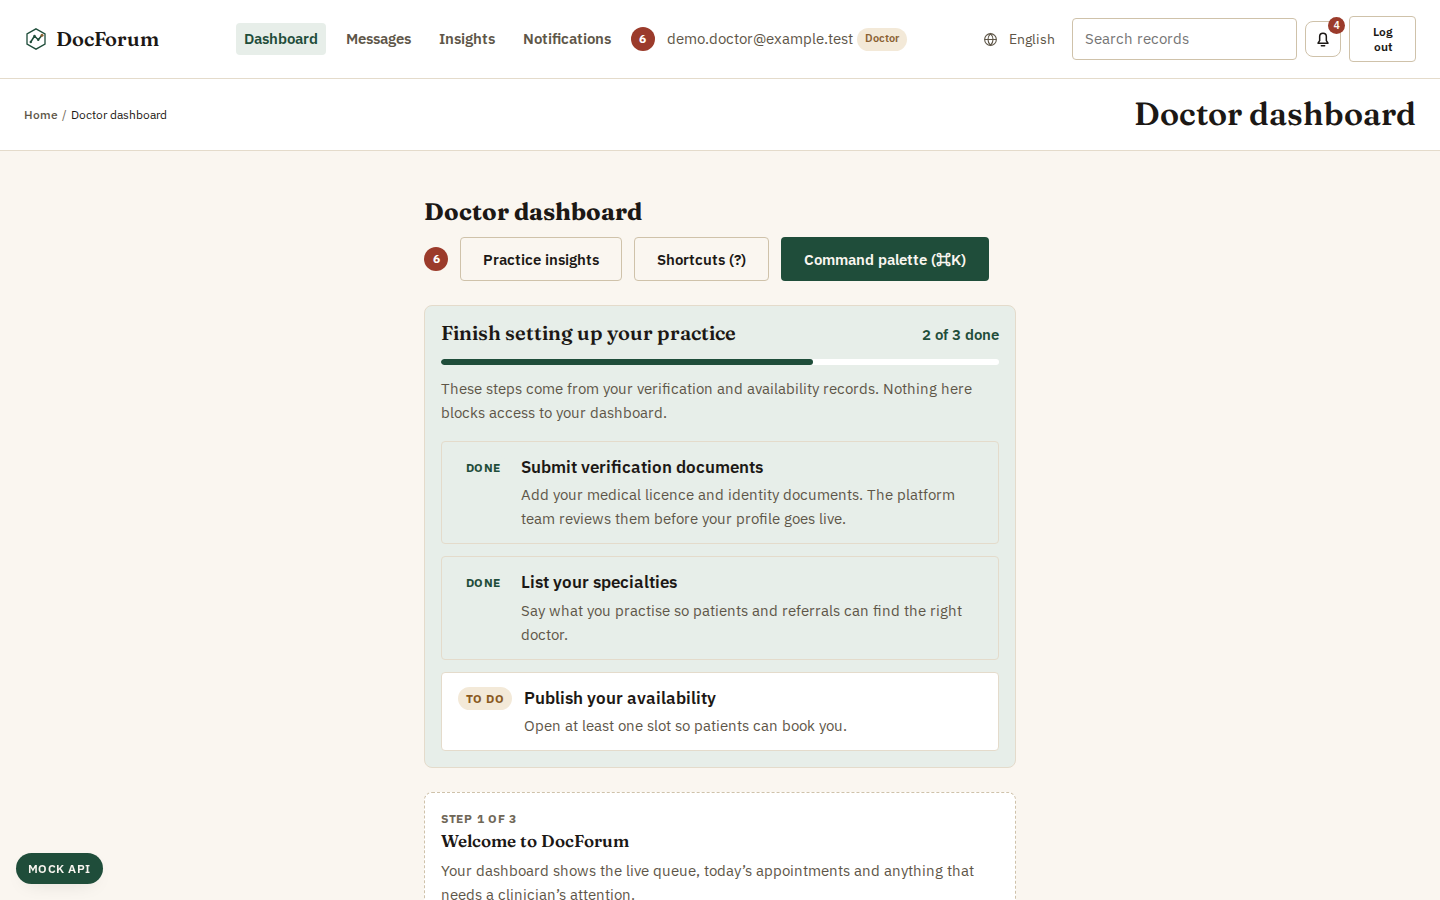 DocForum
Dashboard
Messages
Insights
Notifications
6
demo.doctor@example.test
Doctor
English
Search records
4
Log out
Home / Doctor dashboard
Doctor dashboard
Doctor dashboard
6
Practice insights
Shortcuts (?)
Command palette (⌘K)
Finish setting up your practice
2 of 3 done
These steps come from your verification and availability records. Nothing here
blocks access to your dashboard.
DONE
Submit verification documents
Add your medical licence and identity documents. The platform
team reviews them before your profile goes live.
DONE
List your specialties
Say what you practise so patients and referrals can find the right
doctor.
TO DO
Publish your availability
Open at least one slot so patients can book you.
STEP 1 OF 3
Welcome to DocForum
Your dashboard shows the live queue, today’s appointments and anything that
needs a clinician’s attention.
MOCK API